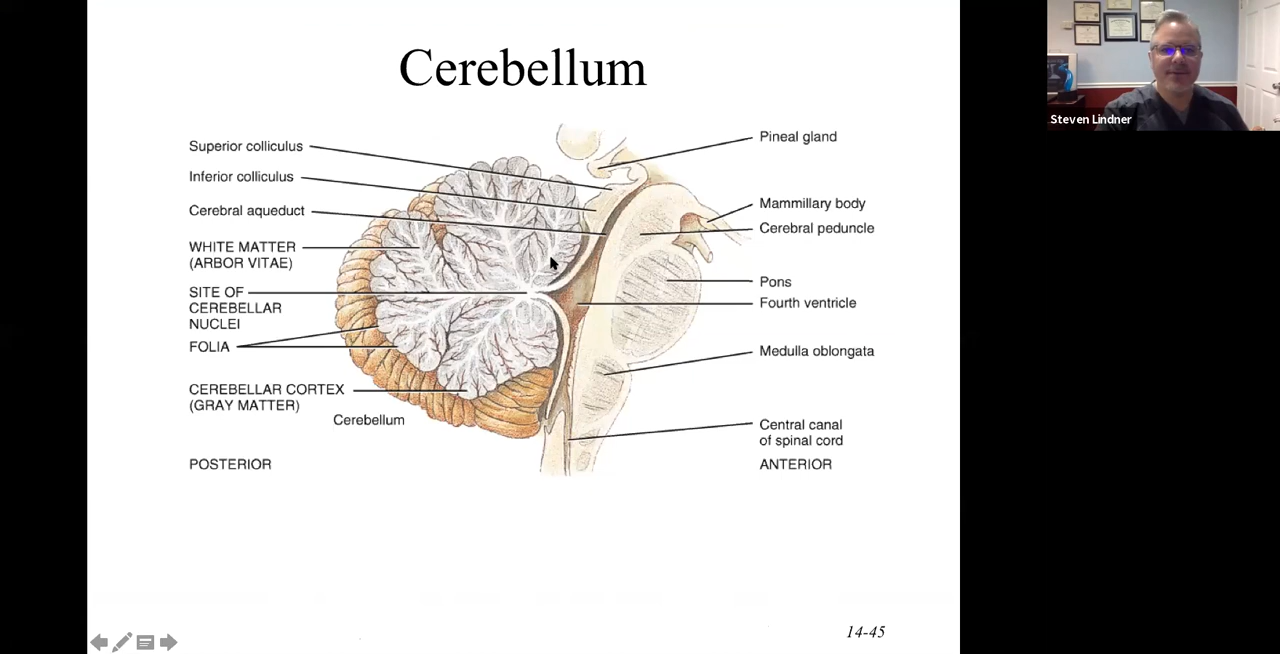 Cerebellum
Steven Lindner
Superior colliculus
Inferior colliculus
Cerebral aqueduct
WHITE MATTER
(ARBOR VITAE)
SITE OF
CEREBELLAR
NUCLEI
FOLIA
CEREBELLAR CORTEX
(GRAY MATTER)
Cerebellum
POSTERIOR
Pineal gland
Mammillary body
Cerebral peduncle
Pons
Fourth ventricle
Medulla oblongata
Central canal
of spinal cord
ANTERIOR
14-45